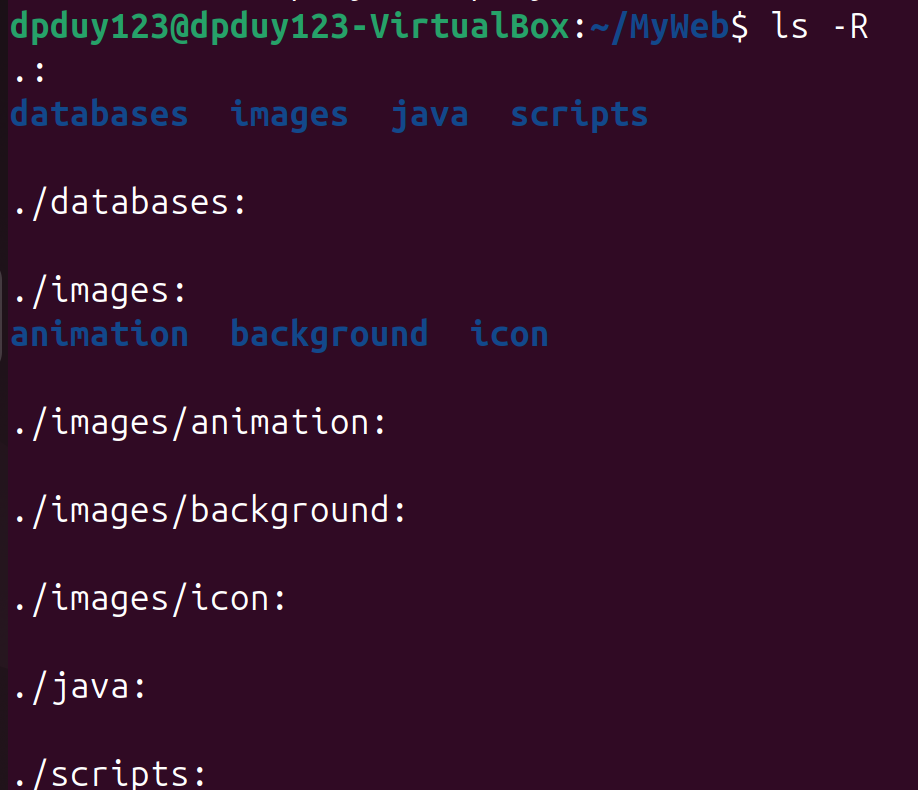 dpduy123@dpduy123-VirtualBox:~/MyWeb$ ls -R
.:
databases  images  java  scripts
./databases:
./images:
animation  background  icon
./images/animation:
./images/background:
./images/icon:
./java:
./scripts: